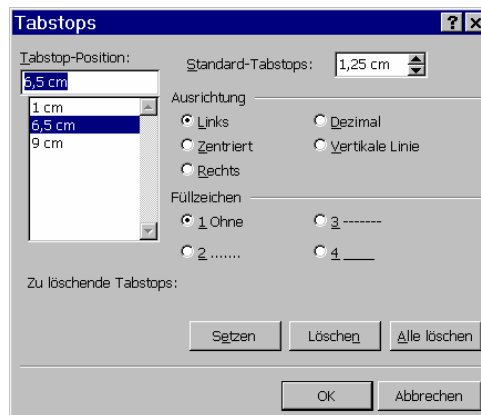 Tabstops
Tabstop-Position:
6,5 cm
1 cm
6,5 cm
9 cm
Standard-Tabstops: 1,25 cm
Ausrichtung
Links Dezimal
Zentriert Vertikale Linie
Rechts
Füllzeichen
1 Ohne 3 -------
2 ....... 4 ____
Zu löschende Tabstops:
Setzen Löschen Alle löschen
OK Abbrechen